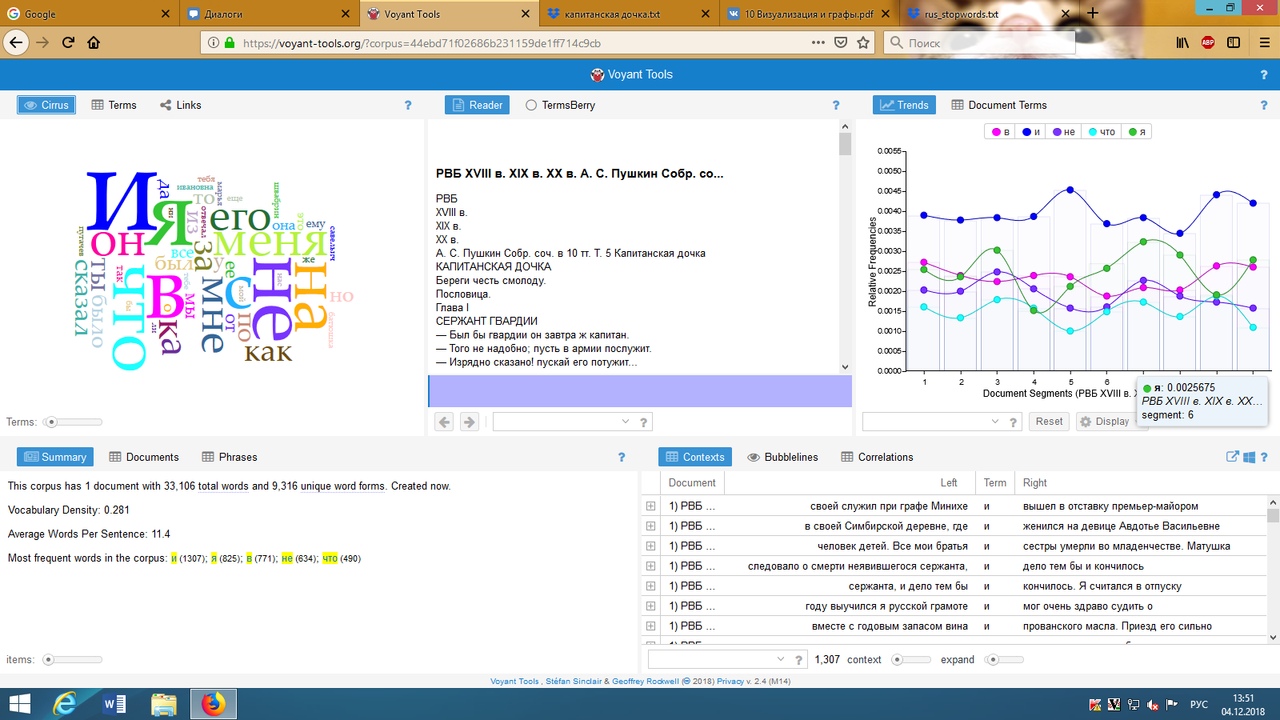 Google
Диалоги
Voyant Tools
капитанская дочка.txt
10 Визуализация и графы.pdf
rus_stopwords.txt
https://voyant-tools.org/?corpus=44ebd71f02686b231159de1ff714c9cb
Поиск
ABP
Voyant Tools
?
Cirrus Terms Links ?
Reader TermsBerry ?
Trends Document Terms ?
И я в не что на с меня его мне он как за ка то из был все она ему это же ее у по от но мы ты было сказал так да тебя ивановна марья еще отвечал пугачев швабрин савельич
Terms:
РВБ XVIII в. XIX в. XX в. А. С. Пушкин Собр. со...
РВБ
XVIII в.
XIX в.
XX в.
А. С. Пушкин Собр. соч. в 10 тт. Т. 5 Капитанская дочка
КАПИТАНСКАЯ ДОЧКА
Береги честь смолоду.
Пословица.
Глава I
СЕРЖАНТ ГВАРДИИ
— Был бы гвардии он завтра ж капитан.
— Того не надобно; пусть в армии послужит.
— Изрядно сказано! пускай его потужит...
?
в и не что я
Relative Frequencies
0.0055
0.0050
0.0045
0.0040
0.0035
0.0030
0.0025
0.0020
0.0015
0.0010
0.0005
0.0000
1 2 3 4 5 6
Document Segments (РВБ XVIII в. X
я: 0.0025675
РВБ XVIII в. XIX в. XX...
segment: 6
? Reset Display
Summary Documents Phrases ?
This corpus has 1 document with 33,106 total words and 9,316 unique word forms. Created now.
Vocabulary Density: 0.281
Average Words Per Sentence: 11.4
Most frequent words in the corpus: и (1307); я (825); в (771); не (634); что (490)
items:
Contexts Bubblelines Correlations ?
Document Left Term Right
1) РВБ ... своей служил при графе Минихе и вышел в отставку премьер-майором
1) РВБ ... в своей Симбирской деревне, где и женился на девице Авдотье Васильевне
1) РВБ ... человек детей. Все мои братья и сестры умерли во младенчестве. Матушка
1) РВБ ... следовало о смерти неявившегося сержанта, и дело тем бы и кончилось
1) РВБ ... сержанта, и дело тем бы и кончилось. Я считался в отпуску
1) РВБ ... году выучился я русской грамоте и мог очень здраво судить о
1) РВБ ... вместе с годовым запасом вина и прованского масла. Приезд его сильно
? 1,307 context expand
Voyant Tools , Stéfan Sinclair & Geoffrey Rockwell (© 2018) Privacy v. 2.4 (M14)
РУС
13:51
04.12.2018